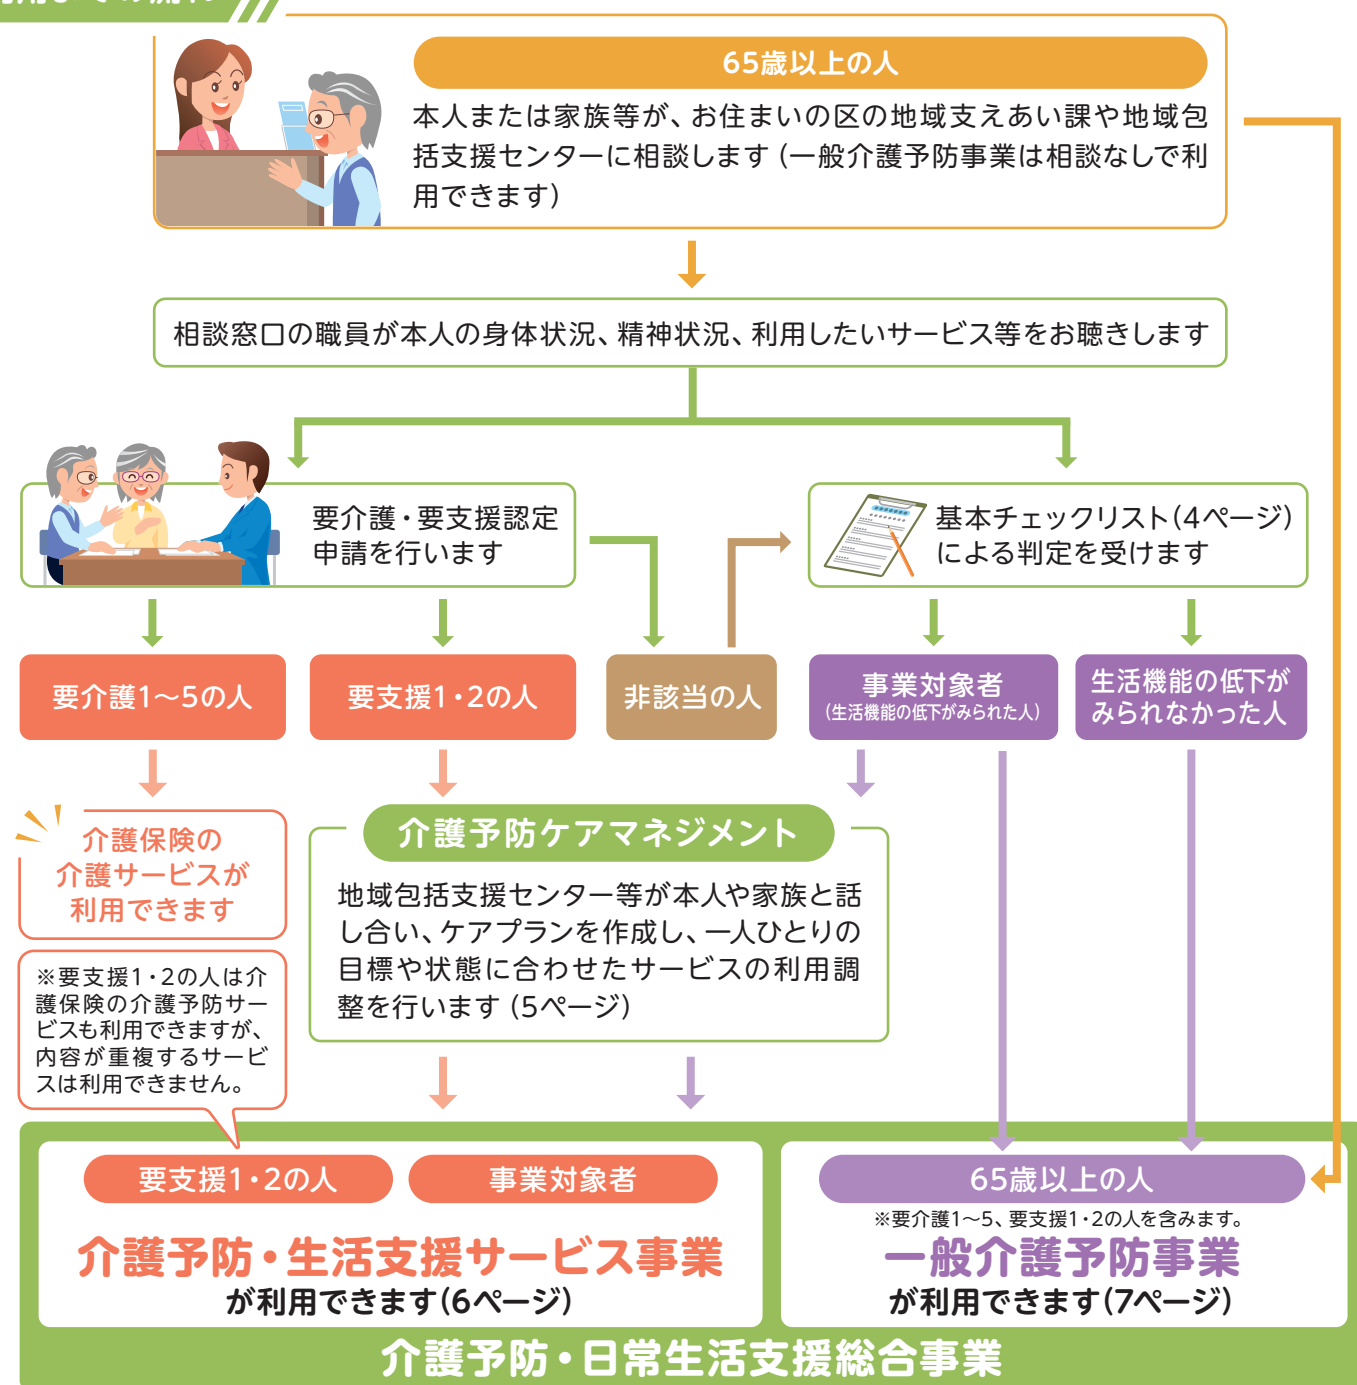 65歳以上の人
本人または家族等が、お住まいの区の地域支えあい課や地域包
括支援センターに相談します（一般介護予防事業は相談なしで利
用できます）
相談窓口の職員が本人の身体状況、精神状況、利用したいサービス等をお聴きします
要介護・要支援認定
申請を行います
基本チェックリスト（4ページ）
による判定を受けます
要介護1～5の人
要支援1・2の人
非該当の人
事業対象者
（生活機能の低下がみられた人）
生活機能の低下が
みられなかった人
介護保険の
介護サービスが
利用できます
※要支援1・2の人は介
護保険の介護予防サー
ビスも利用できますが、
内容が重複するサービ
スは利用できません。
介護予防ケアマネジメント
地域包括支援センター等が本人や家族と話
し合い、ケアプランを作成し、一人ひとりの
目標や状態に合わせたサービスの利用調
整を行います（5ページ）
要支援1・2の人
事業対象者
介護予防・生活支援サービス事業
が利用できます（6ページ）
65歳以上の人
※要介護1～5、要支援1・2の人を含みます。
一般介護予防事業
が利用できます（7ページ）
介護予防・日常生活支援総合事業